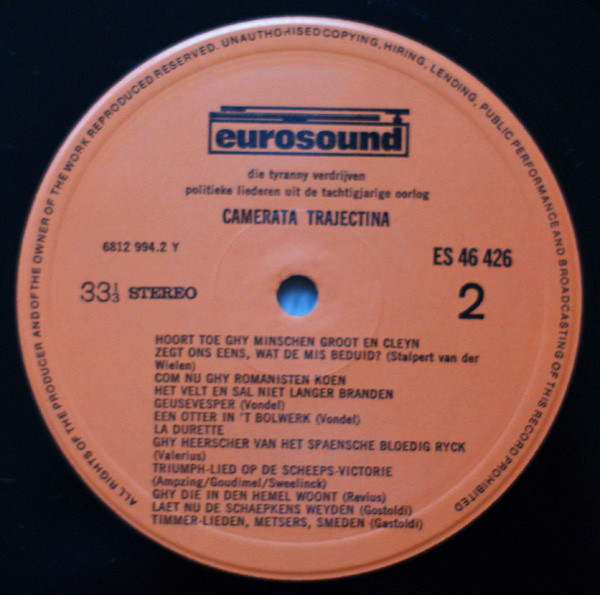 ALL RIGHTS OF THE PRODUCER AND OF THE OWNER OF THE WORK REPRODUCED RESERVED. UNAUTHORISED COPYING, HIRING, LENDING, PUBLIC PERFORMANCE AND BROADCASTING OF THIS RECORD PROHIBITED
eurosound
die tyranny verdrijven
politieke liederen uit de tachtigjarige oorlog
CAMERATA TRAJECTINA
6812 994.2 Y
ES 46 426
33⅓ STEREO
2
HOORT TOE GHY MINSCHEN GROOT EN CLEYN
ZEGT ONS EENS, WAT DE MIS BEDUID? (Stalpert van der
Wielen)
COM NU GHY ROMANISTEN KOEN
HET VELT EN SAL NIET LANGER BRANDEN
GEUSEVESPER (Vondel)
EEN OTTER IN 'T BOLWERK (Vondel)
LA DURETTE
GHY HEERSCHER VAN HET SPAENSCHE BLOEDIG RYCK
(Valerius)
TRIUMPH-LIED OP DE SCHEEPS-VICTORIE
(Ampzing/Goudimel/Sweelinck)
GHY DIE IN DEN HEMEL WOONT (Revius)
LAET NU DE SCHAEPKENS WEYDEN (Gostoldi)
TIMMER-LIEDEN, METSERS, SMEDEN (Gastoldi)